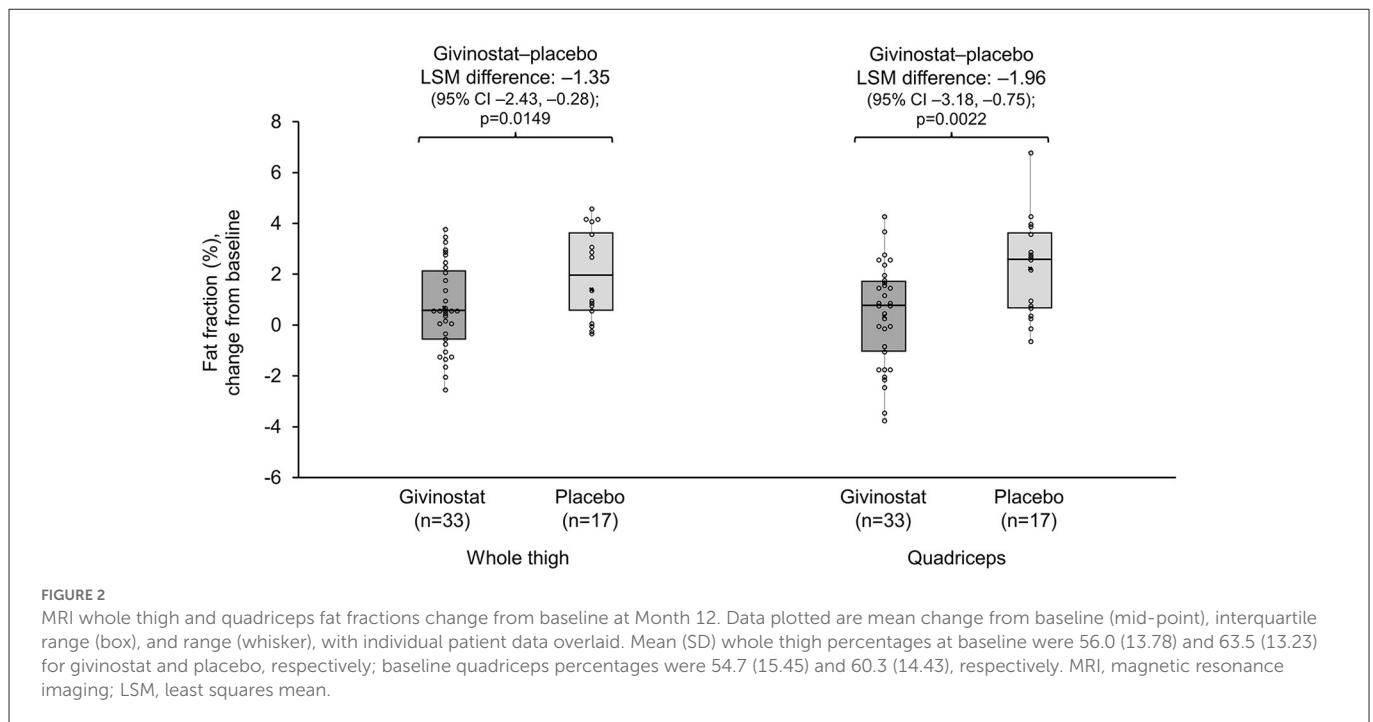 Givinostat–placebo
LSM difference: –1.35
(95% CI –2.43, –0.28);
p=0.0149
Givinostat–placebo
LSM difference: –1.96
(95% CI –3.18, –0.75);
p=0.0022
Fat fraction (%),
change from baseline
8
6
4
2
0
-2
-4
-6
Givinostat
(n=33)
Placebo
(n=17)
Givinostat
(n=33)
Placebo
(n=17)
Whole thigh
Quadriceps
FIGURE 2
MRI whole thigh and quadriceps fat fractions change from baseline at Month 12. Data plotted are mean change from baseline (mid-point), interquartile
range (box), and range (whisker), with individual patient data overlaid. Mean (SD) whole thigh percentages at baseline were 56.0 (13.78) and 63.5 (13.23)
for givinostat and placebo, respectively; baseline quadriceps percentages were 54.7 (15.45) and 60.3 (14.43), respectively. MRI, magnetic resonance
imaging; LSM, least squares mean.